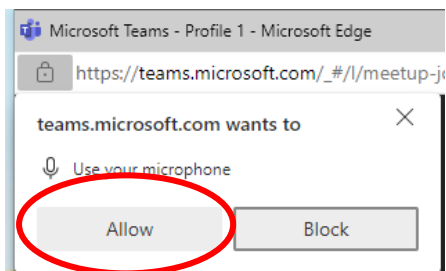 Microsoft Teams - Profile 1 - Microsoft Edge
https://teams.microsoft.com/_#/l/meetup-j
teams.microsoft.com wants to
Use your microphone
Allow Block